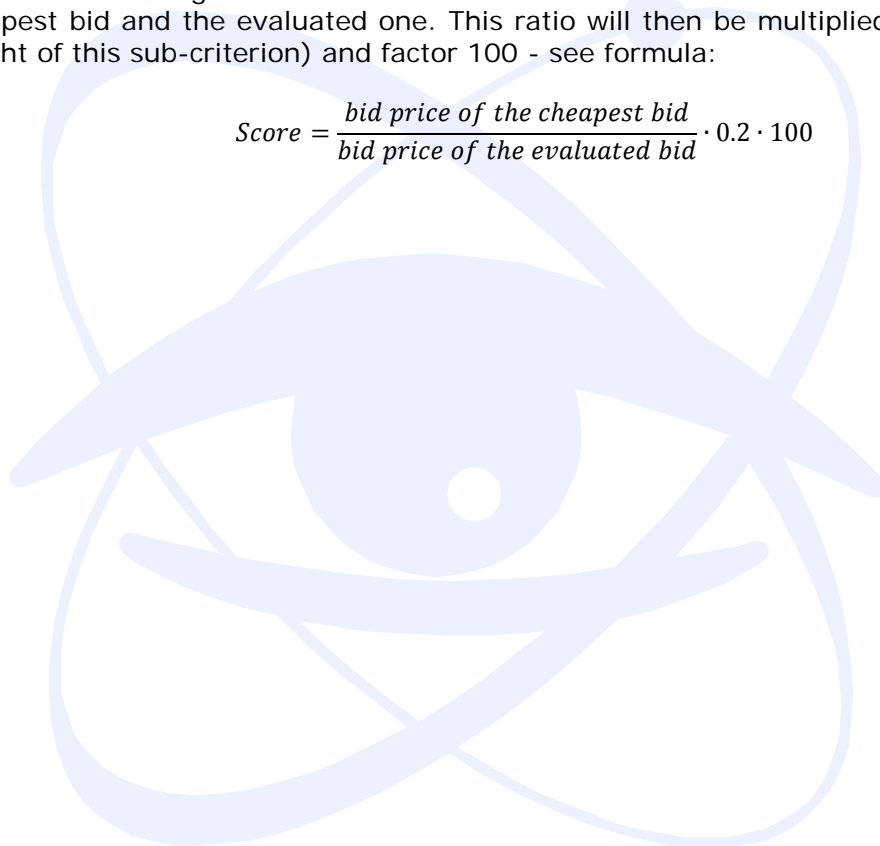 pest bid and the evaluated one. This ratio will then be multiplied
ht of this sub-criterion) and factor 100 - see formula:
Score = bid price of the cheapest bid / bid price of the evaluated bid · 0.2 · 100